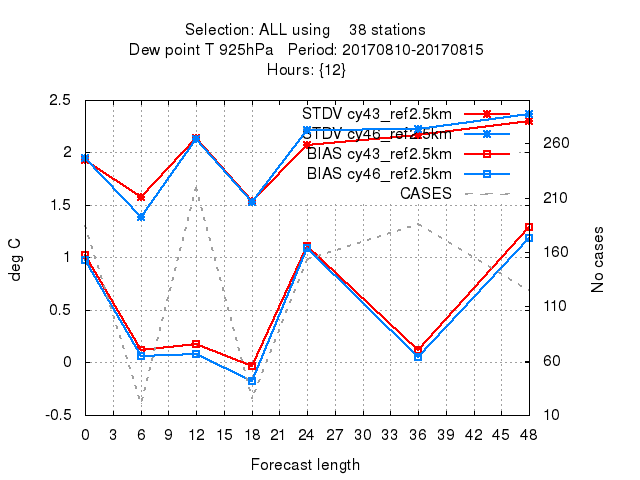 Selection: ALL using    38 stations
Dew point T 925hPa   Period: 20170810-20170815
Hours: {12}
2.5
2
1.5
1
0.5
0
-0.5
deg C
STDV cy43_ref2.5km
STDV cy46_ref2.5km
BIAS cy43_ref2.5km
BIAS cy46_ref2.5km
CASES
260
210
160
110
60
10
No cases
0 3 6 9 12 15 18 21 24 27 30 33 36 39 42 45 48
Forecast length